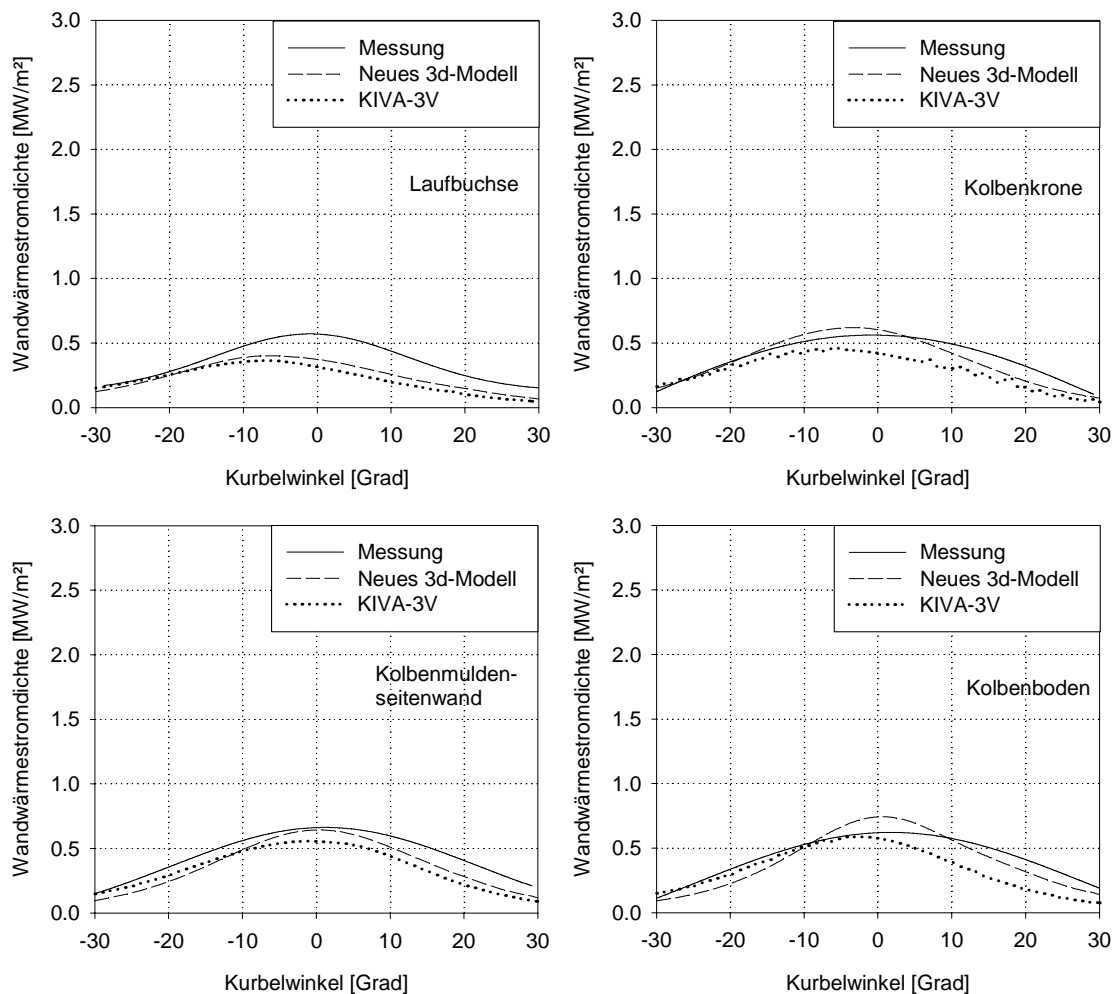 3.0
2.5
2.0
1.5
1.0
0.5
0.0
Wandwärmestromdichte [MW/m²]
Messung
Neues 3d-Modell
KIVA-3V
Laufbuchse
-30 -20 -10 0 10 20 30
Kurbelwinkel [Grad]
3.0
2.5
2.0
1.5
1.0
0.5
0.0
Wandwärmestromdichte [MW/m²]
Messung
Neues 3d-Modell
KIVA-3V
Kolbenkrone
-30 -20 -10 0 10 20 30
Kurbelwinkel [Grad]
3.0
2.5
2.0
1.5
1.0
0.5
0.0
Wandwärmestromdichte [MW/m²]
Messung
Neues 3d-Modell
KIVA-3V
Kolbenmulden-
seitenwand
-30 -20 -10 0 10 20 30
Kurbelwinkel [Grad]
3.0
2.5
2.0
1.5
1.0
0.5
0.0
Wandwärmestromdichte [MW/m²]
Messung
Neues 3d-Modell
KIVA-3V
Kolbenboden
-30 -20 -10 0 10 20 30
Kurbelwinkel [Grad]